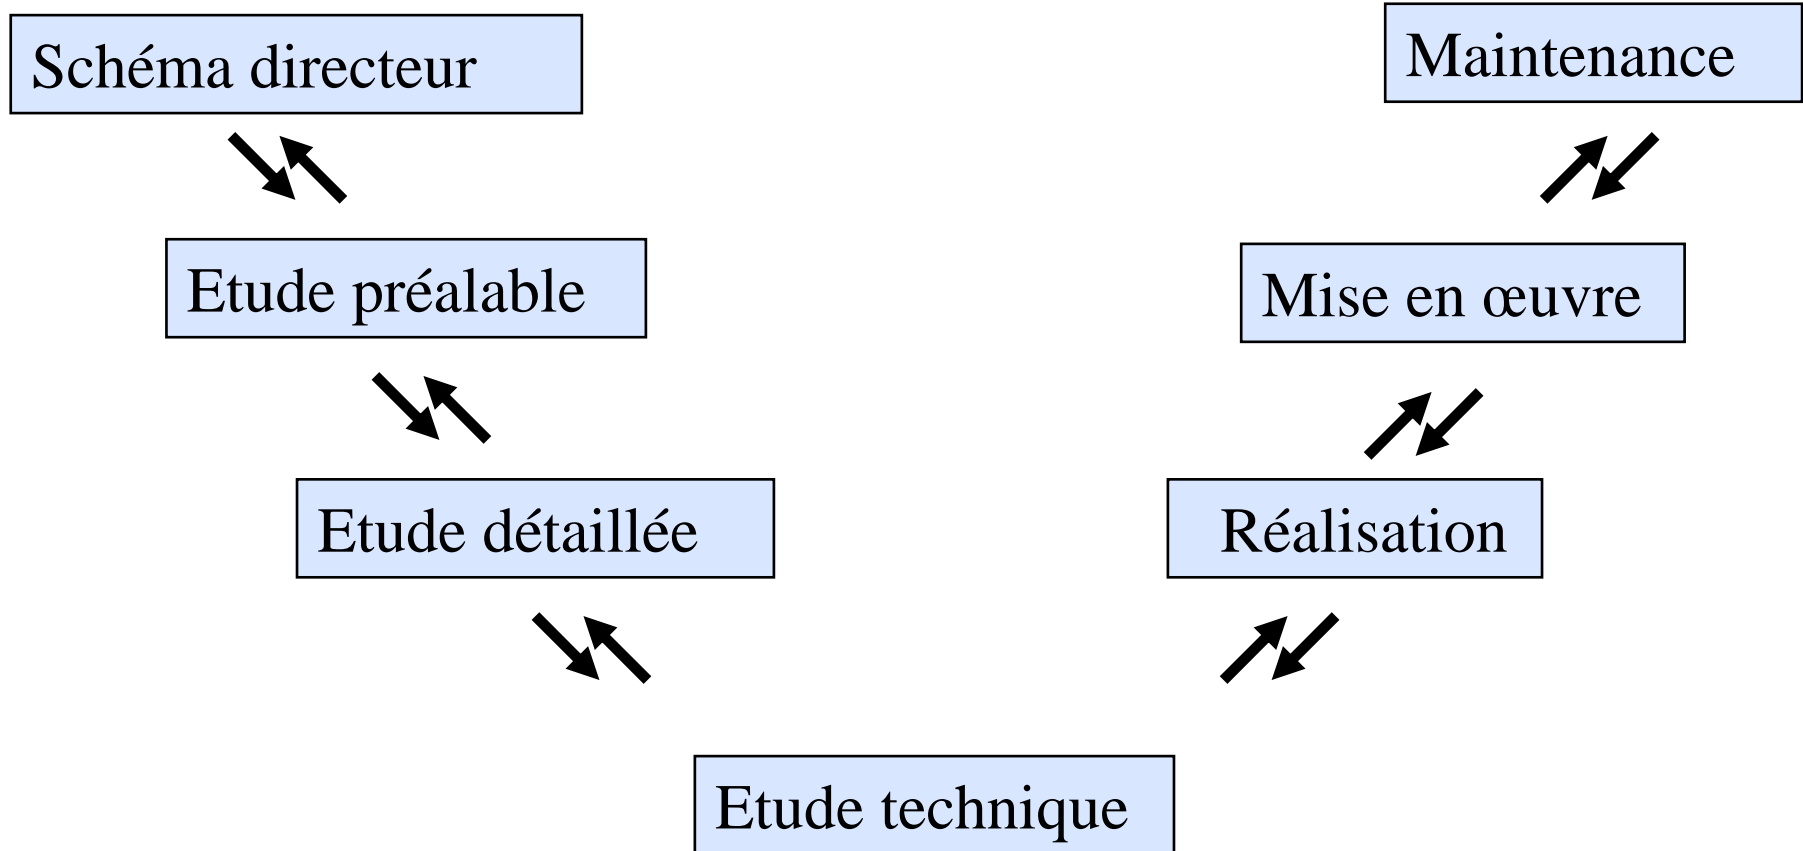 Schéma directeur
Maintenance
Etude préalable
Mise en œuvre
Etude détaillée
Réalisation
Etude technique